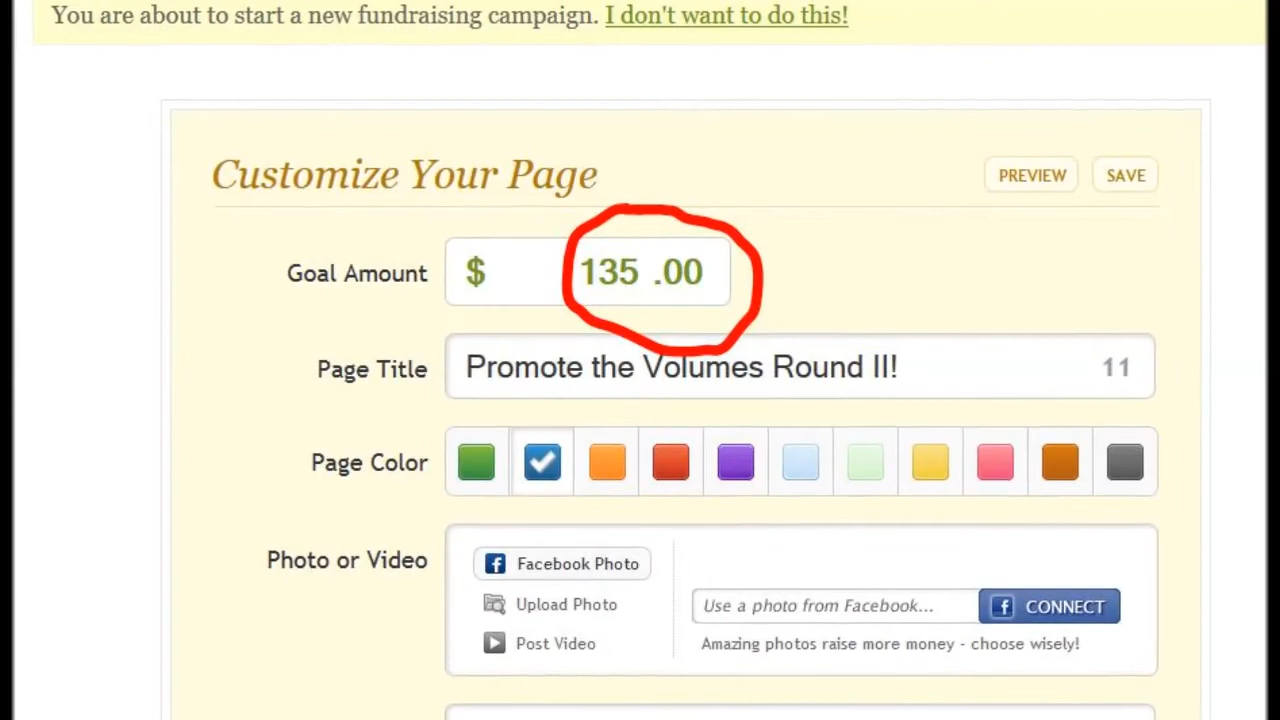 You are about to start a new fundraising campaign. I don't want to do this!
Customize Your Page
PREVIEW
SAVE
Goal Amount
$ 135 .00
Page Title
Promote the Volumes Round II!
11
Page Color
Photo or Video
Facebook Photo
Upload Photo
Post Video
Use a photo from Facebook...
f CONNECT
Amazing photos raise more money - choose wisely!